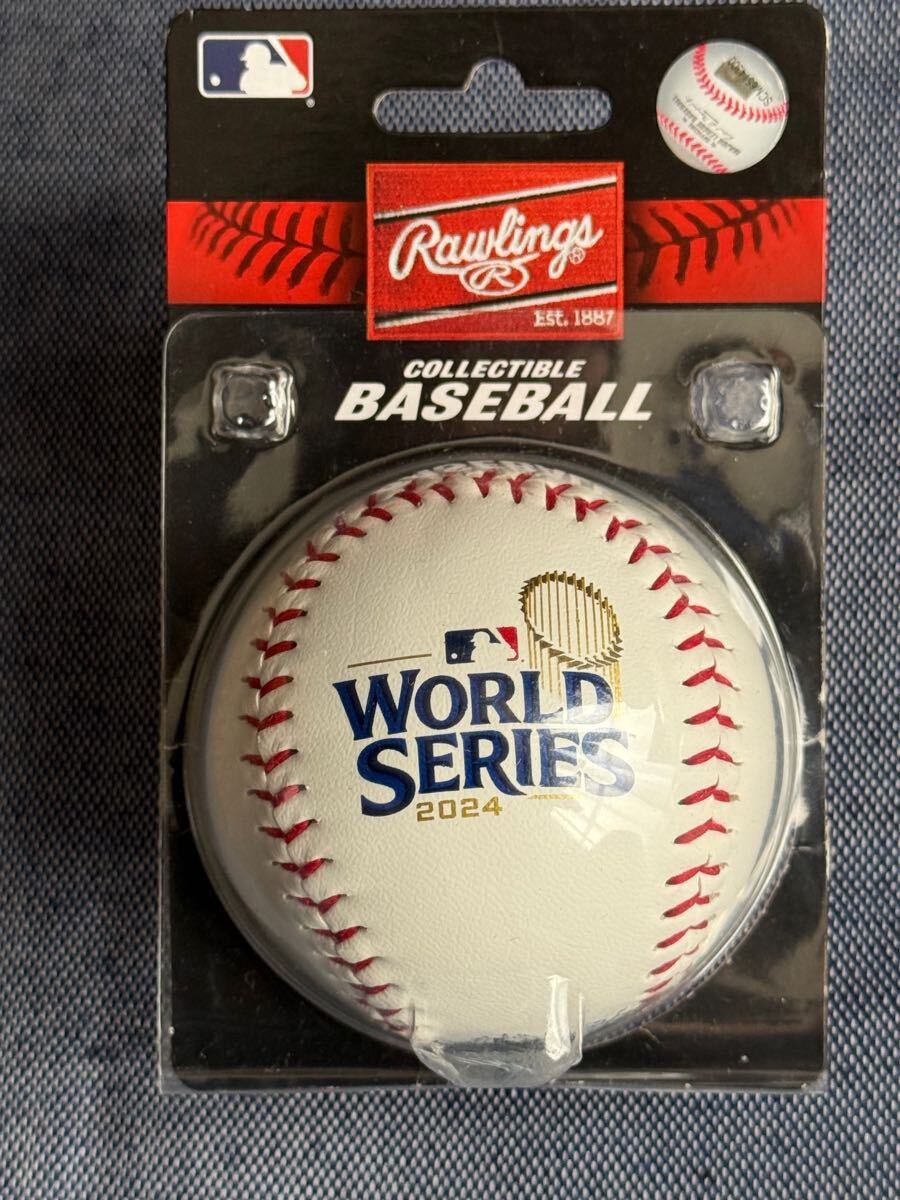 Rawlings
R
Est. 1887
COLLECTIBLE
BASEBALL
WORLD
SERIES
2024